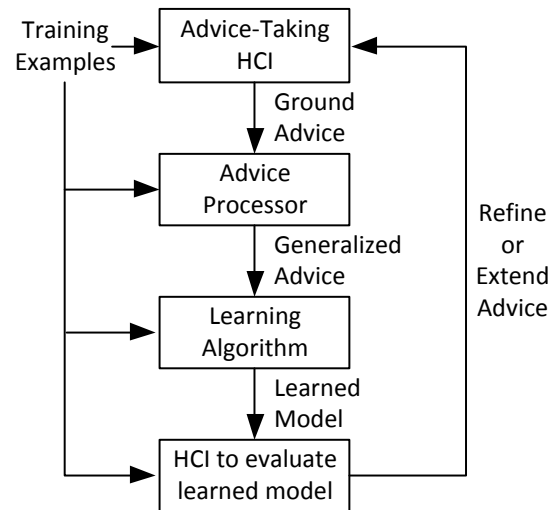 Training
Examples
Advice-Taking
HCI
Ground
Advice
Advice
Processor
Generalized
Advice
Learning
Algorithm
Learned
Model
HCI to evaluate
learned model
Refine
or
Extend
Advice